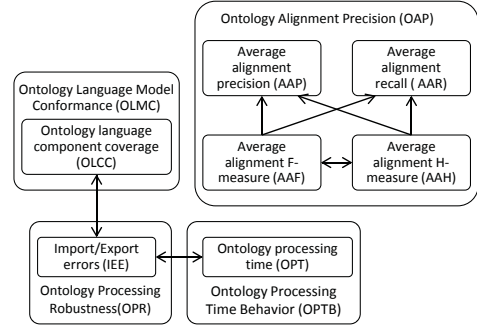 Ontology Alignment Precision (OAP)
Average
alignment
precision (AAP)
Average
alignment
recall ( AAR)
Average
alignment F-
measure (AAF)
Average
alignment H-
measure (AAH)
Ontology Language Model
Conformance (OLMC)
Ontology language
component coverage
(OLCC)
Import/Export
errors (IEE)
Ontology Processing
Robustness(OPR)
Ontology processing
time (OPT)
Ontology Processing
Time Behavior (OPTB)